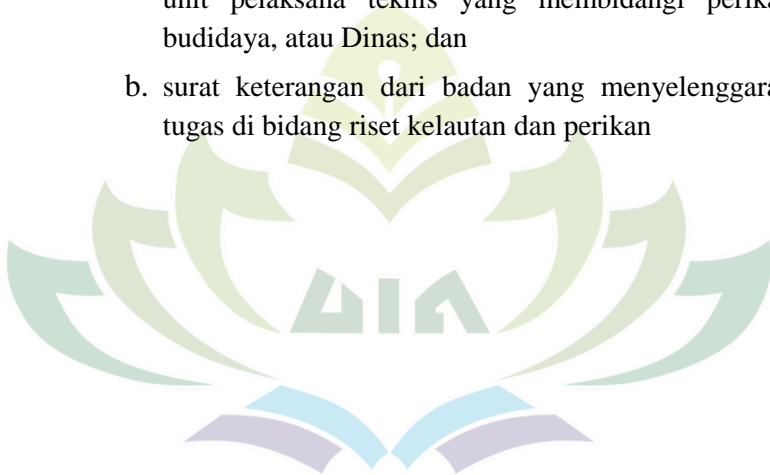 unit pelaksana teknis yang membidangi perika
budidaya, atau Dinas; dan
b. surat keterangan dari badan yang menyelenggara
tugas di bidang riset kelautan dan perikan
UIN